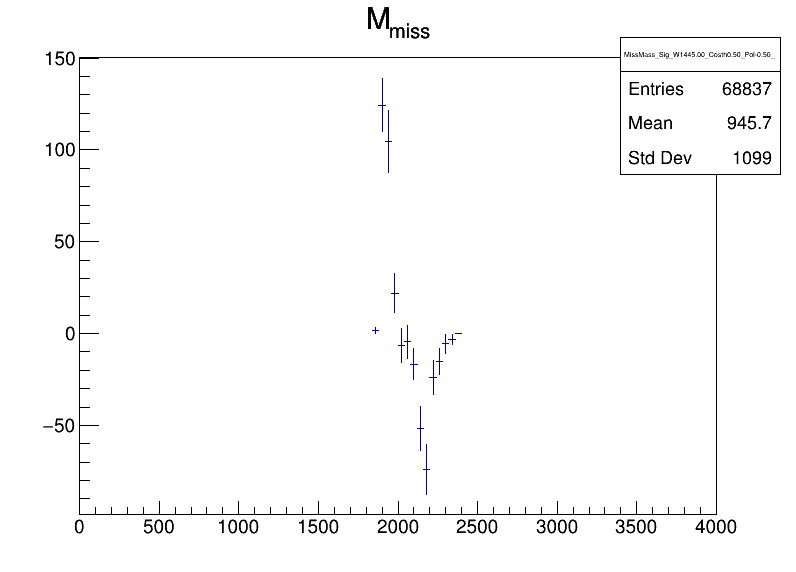 M_miss
MissMass_Sig_W1445.00_Costh0.50_Pol-0.50_
Entries 68837
Mean 945.7
Std Dev 1099
150
100
50
0
−50
0 500 1000 1500 2000 2500 3000 3500 4000